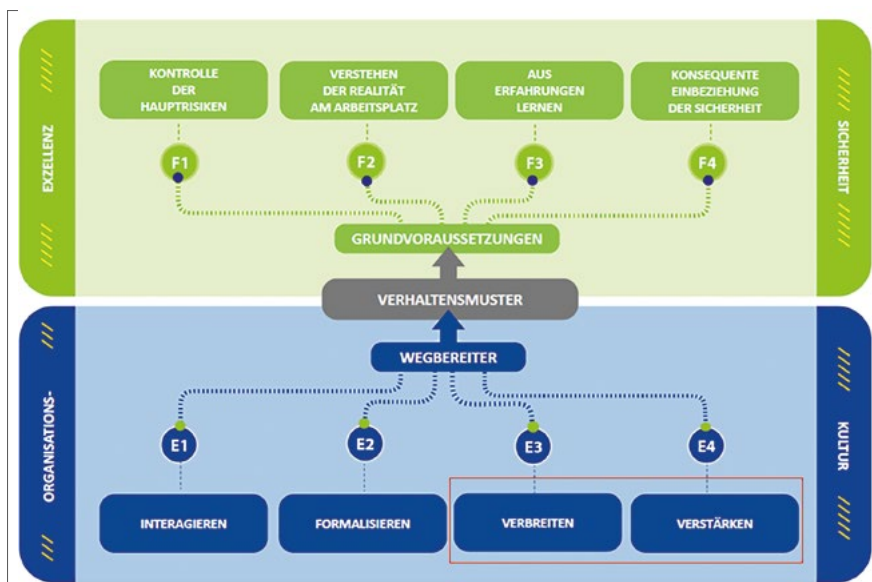 EXZELLENZ
SICHERHEIT
KONTROLLE
DER
HAUPTRISIKEN
VERSTEHEN
DER REALITÄT
AM ARBEITSPLATZ
AUS
ERFAHRUNGEN
LERNEN
KONSEQUENTE
EINBEZIEHUNG
DER SICHERHEIT
F1
F2
F3
F4
GRUNDVORAUSSETZUNGEN
VERHALTENSMUSTER
WEGBEREITER
ORGANISATIONS-
KULTUR
E1
E2
E3
E4
INTERAGIEREN
FORMALISIEREN
VERBREITEN
VERSTÄRKEN